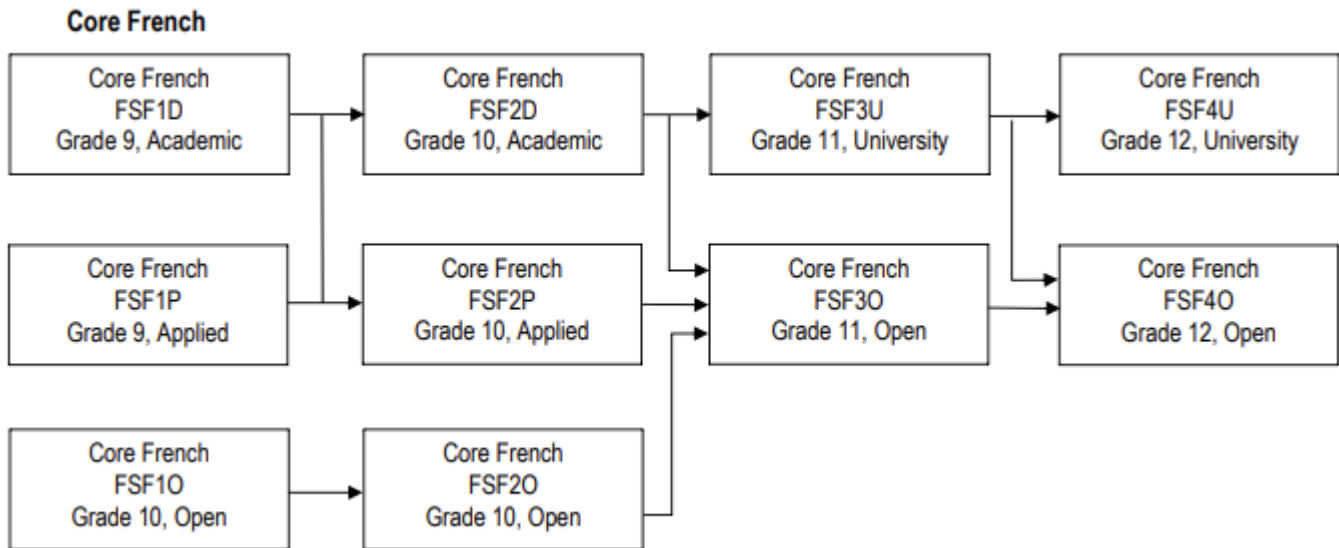 Core French
Core French
FSF1D
Grade 9, Academic
Core French
FSF2D
Grade 10, Academic
Core French
FSF3U
Grade 11, University
Core French
FSF4U
Grade 12, University
Core French
FSF1P
Grade 9, Applied
Core French
FSF2P
Grade 10, Applied
Core French
FSF3O
Grade 11, Open
Core French
FSF4O
Grade 12, Open
Core French
FSF1O
Grade 10, Open
Core French
FSF2O
Grade 10, Open